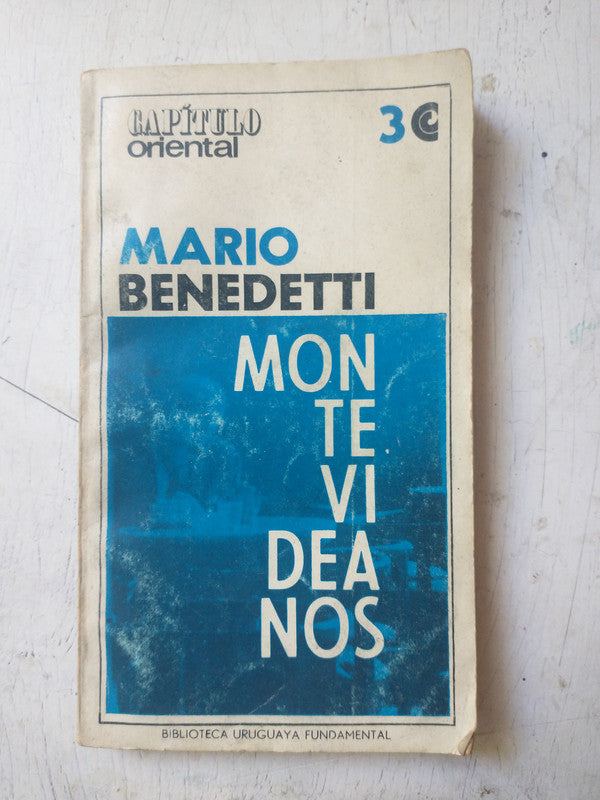 CAPÍTULO
oriental
3
MARIO
BENEDETTI
MON
TE
VI
DEA
NOS
BIBLIOTECA URUGUAYA FUNDAMENTAL